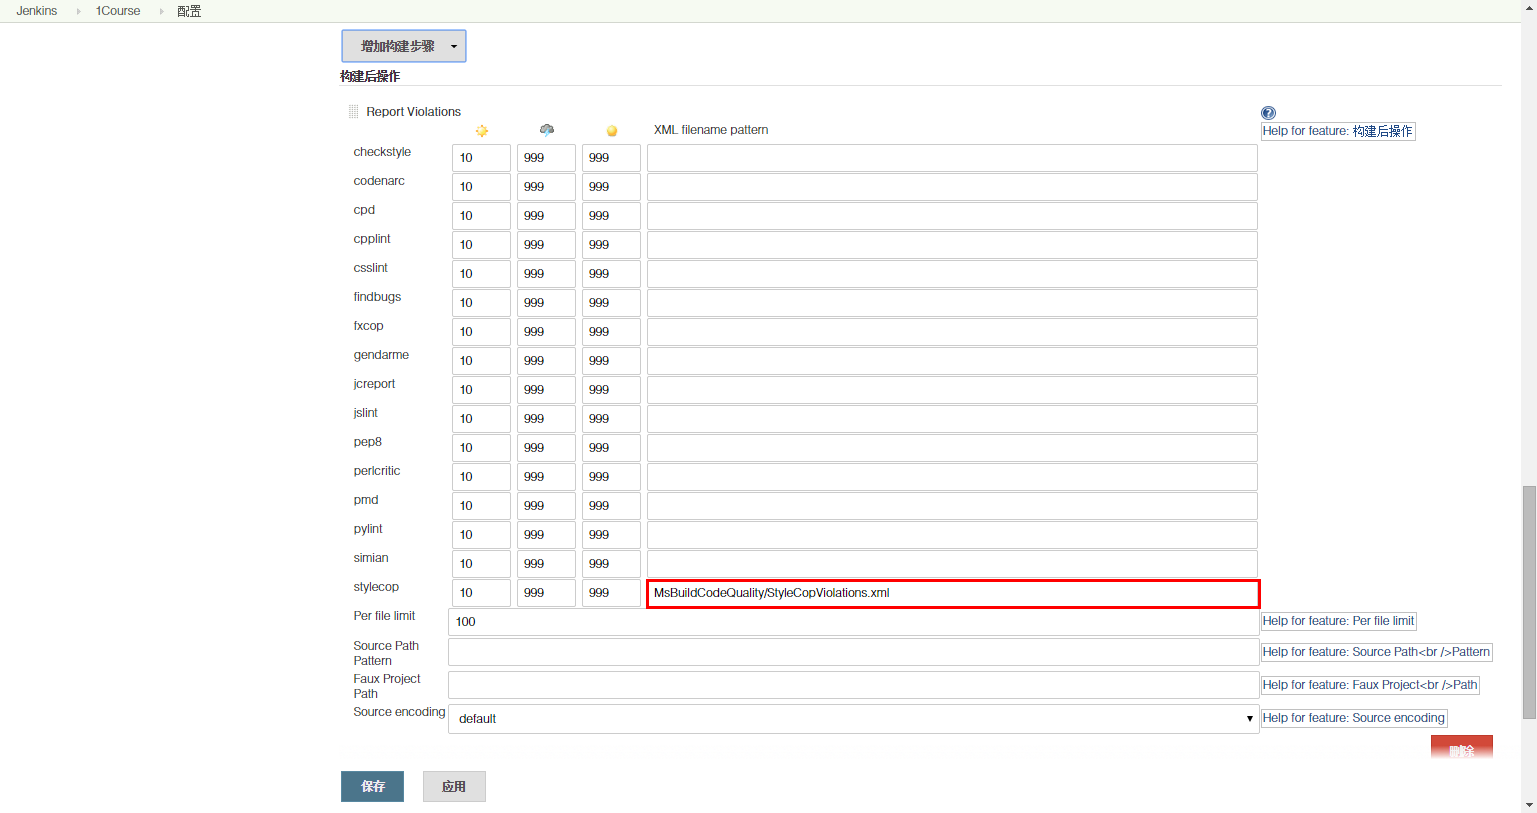 Jenkins 1Course 配置
增加构建步骤
构建后操作
Report Violations
XML filename pattern
Help for feature: 构建后操作
checkstyle 10 999 999
codenarc 10 999 999
cpd 10 999 999
cpplint 10 999 999
csslint 10 999 999
findbugs 10 999 999
fxcop 10 999 999
gendarme 10 999 999
jcreport 10 999 999
jslint 10 999 999
pep8 10 999 999
perlcritic 10 999 999
pmd 10 999 999
pylint 10 999 999
simian 10 999 999
stylecop 10 999 999 MsBuildCodeQuality/StyleCopViolations.xml
Per file limit 100 Help for feature: Per file limit
Source Path
Pattern
Help for feature: Source Path<br />Pattern
Faux Project
Path
Help for feature: Faux Project<br />Path
Source encoding default Help for feature: Source encoding
删除
保存 应用